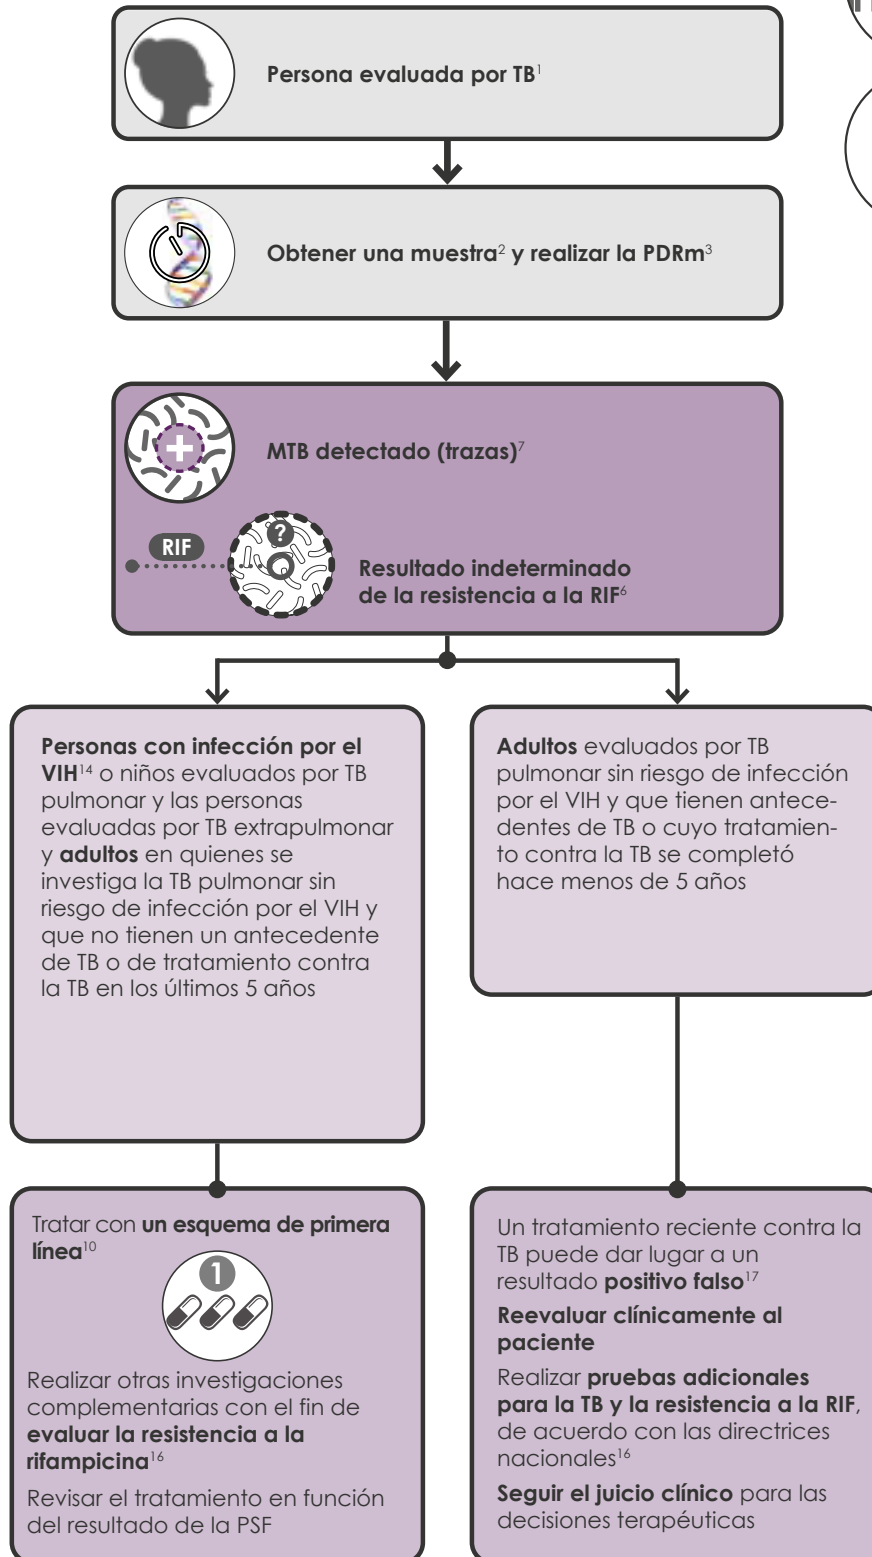 Persona evaluada por TB¹
Obtener una muestra² y realizar la PDRm³
MTB detectado (trazas)⁷
RIF
?
Resultado indeterminado
de la resistencia a la RIF⁶
Personas con infección por el
VIH¹⁴ o niños evaluados por TB
pulmonar y las personas
evaluadas por TB extrapulmonar
y adultos en quienes se
investiga la TB pulmonar sin
riesgo de infección por el VIH y
que no tienen un antecedente
de TB o de tratamiento contra
la TB en los últimos 5 años
Adultos evaluados por TB
pulmonar sin riesgo de infección
por el VIH y que tienen antece-
dentes de TB o cuyo tratamien-
to contra la TB se completó
hace menos de 5 años
Tratar con un esquema de primera
línea¹⁰
1
Realizar otras investigaciones
complementarias con el fin de
evaluar la resistencia a la
rifampicina¹⁶
Revisar el tratamiento en función
del resultado de la PSF
Un tratamiento reciente contra la
TB puede dar lugar a un
resultado positivo falso¹⁷
Reevaluar clínicamente al
paciente
Realizar pruebas adicionales
para la TB y la resistencia a la RIF,
de acuerdo con las directrices
nacionales¹⁶
Seguir el juicio clínico para las
decisiones terapéuticas